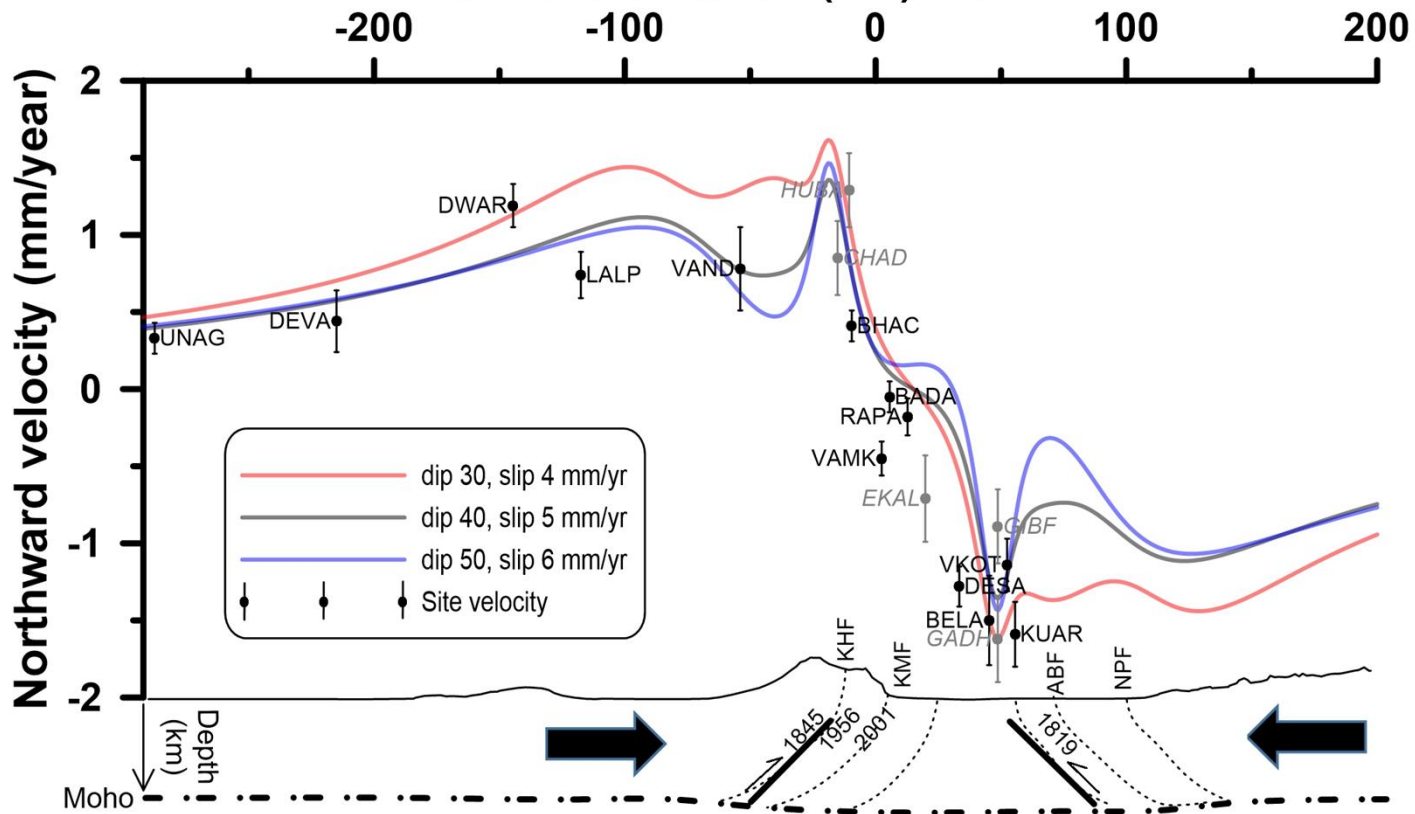 -200 -100 0 100 200
Northward velocity (mm/year)
2
1
0
-1
-2
HUBA
DWAR
CHAD
LALP
VAND
DEVA
UNAG
BHAC
BADA
RAPA
VAMK
EKAL
GIBF
VKOT
DESA
BELA
GADH
KUAR
dip 30, slip 4 mm/yr
dip 40, slip 5 mm/yr
dip 50, slip 6 mm/yr
Site velocity
KHF
KMF
ABF
NPF
Depth
(km)
1845
1956
2001
1819
Moho